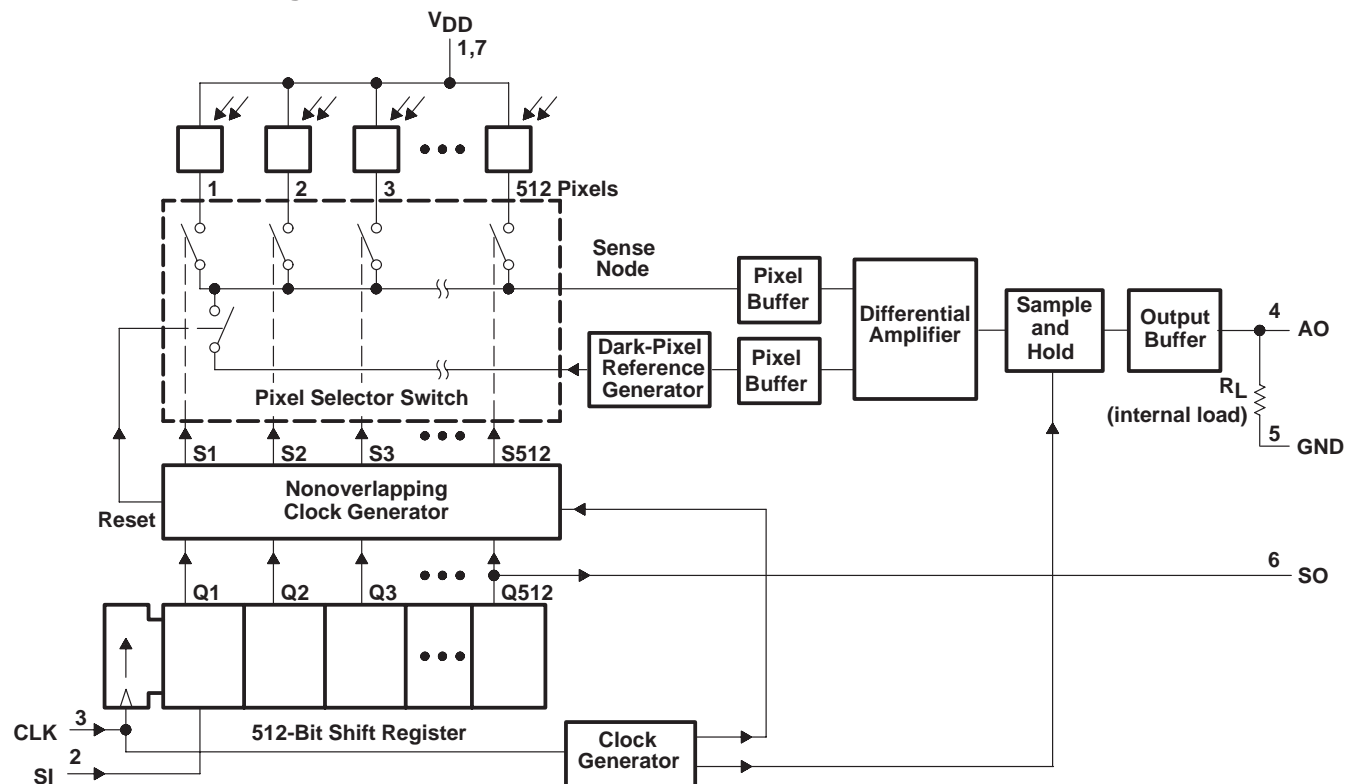 VDD
1,7
1
2
3
512 Pixels
Sense
Node
Pixel
Buffer
Differential
Amplifier
Sample
and
Hold
Output
Buffer
4
AO
Dark-Pixel
Reference
Generator
Pixel
Buffer
Pixel Selector Switch
RL
(internal load)
5
GND
S1
S2
S3
S512
Nonoverlapping
Clock Generator
Reset
6
SO
Q1
Q2
Q3
Q512
CLK
3
512-Bit Shift Register
2
SI
Clock
Generator